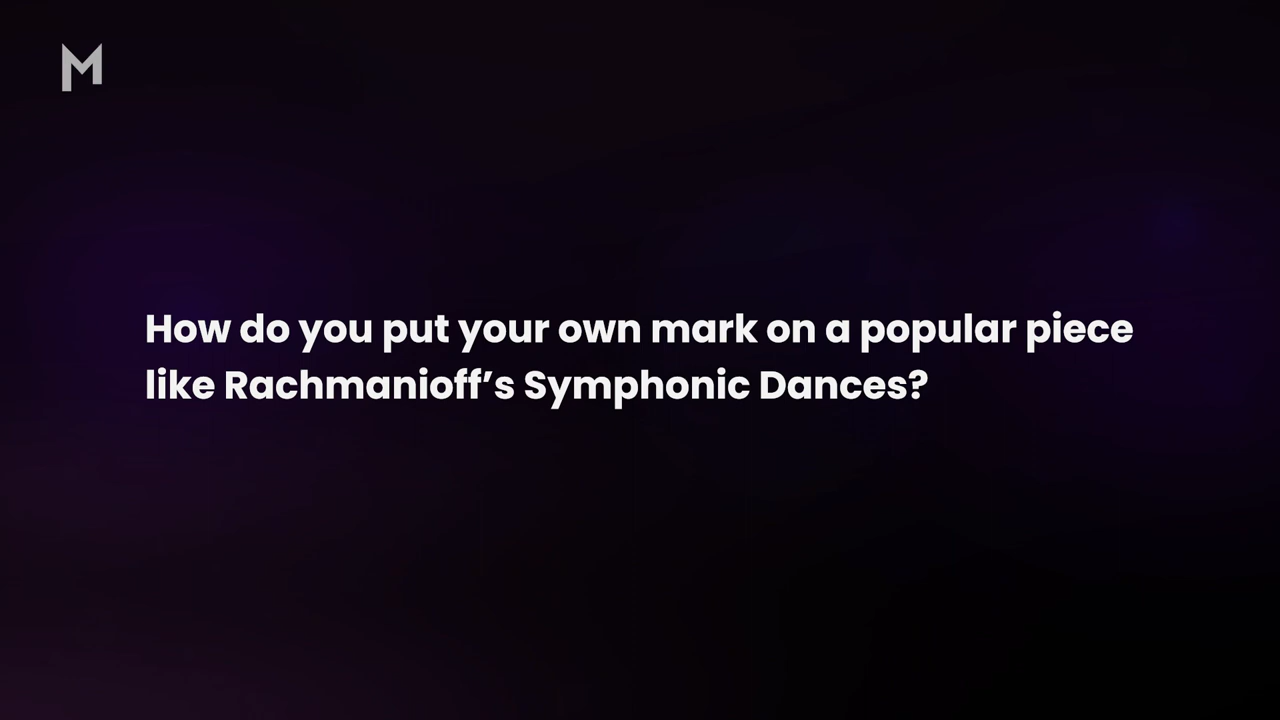 M
How do you put your own mark on a popular piece
like Rachmanioff’s Symphonic Dances?